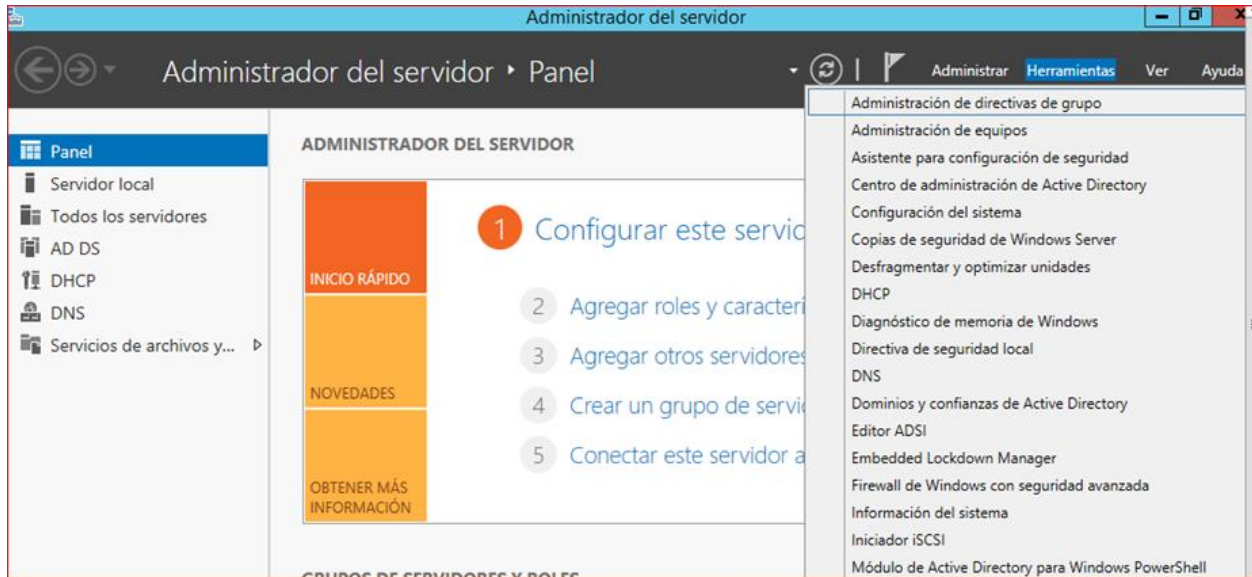 Administrador del servidor
Administrador del servidor ‣ Panel
Administrar Herramientas Ver Ayuda
Panel
Servidor local
Todos los servidores
AD DS
DHCP
DNS
Servicios de archivos y...
ADMINISTRADOR DEL SERVIDOR
INICIO RÁPIDO
NOVEDADES
OBTENER MÁS
INFORMACIÓN
1 Configurar este servic
2 Agregar roles y caracterí
3 Agregar otros servidores
4 Crear un grupo de servi
5 Conectar este servidor a
GRUPOS DE SERVIDORES Y ROLES
Administración de directivas de grupo
Administración de equipos
Asistente para configuración de seguridad
Centro de administración de Active Directory
Configuración del sistema
Copias de seguridad de Windows Server
Desfragmentar y optimizar unidades
DHCP
Diagnóstico de memoria de Windows
Directiva de seguridad local
DNS
Dominios y confianzas de Active Directory
Editor ADSI
Embedded Lockdown Manager
Firewall de Windows con seguridad avanzada
Información del sistema
Iniciador iSCSI
Módulo de Active Directory para Windows PowerShell